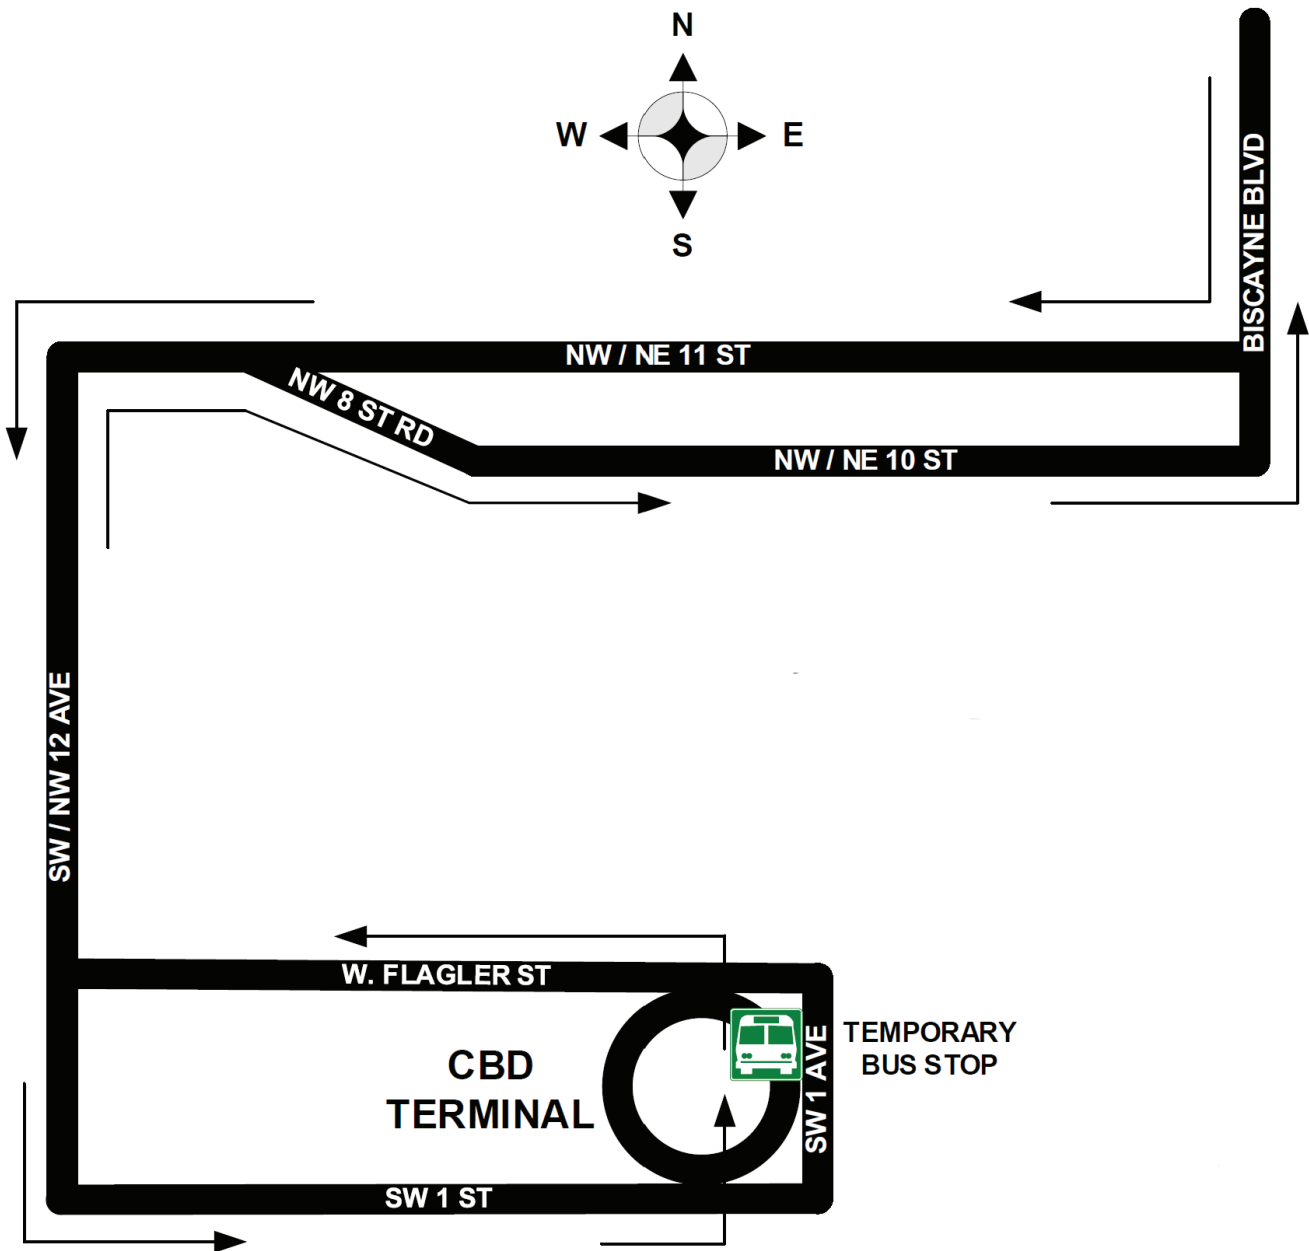 N
W
E
S
BISCAYNE BLVD
NW / NE 11 ST
NW 8 ST RD
NW / NE 10 ST
SW / NW 12 AVE
W. FLAGLER ST
CBD
TERMINAL
SW 1 AVE
TEMPORARY
BUS STOP
SW 1 ST